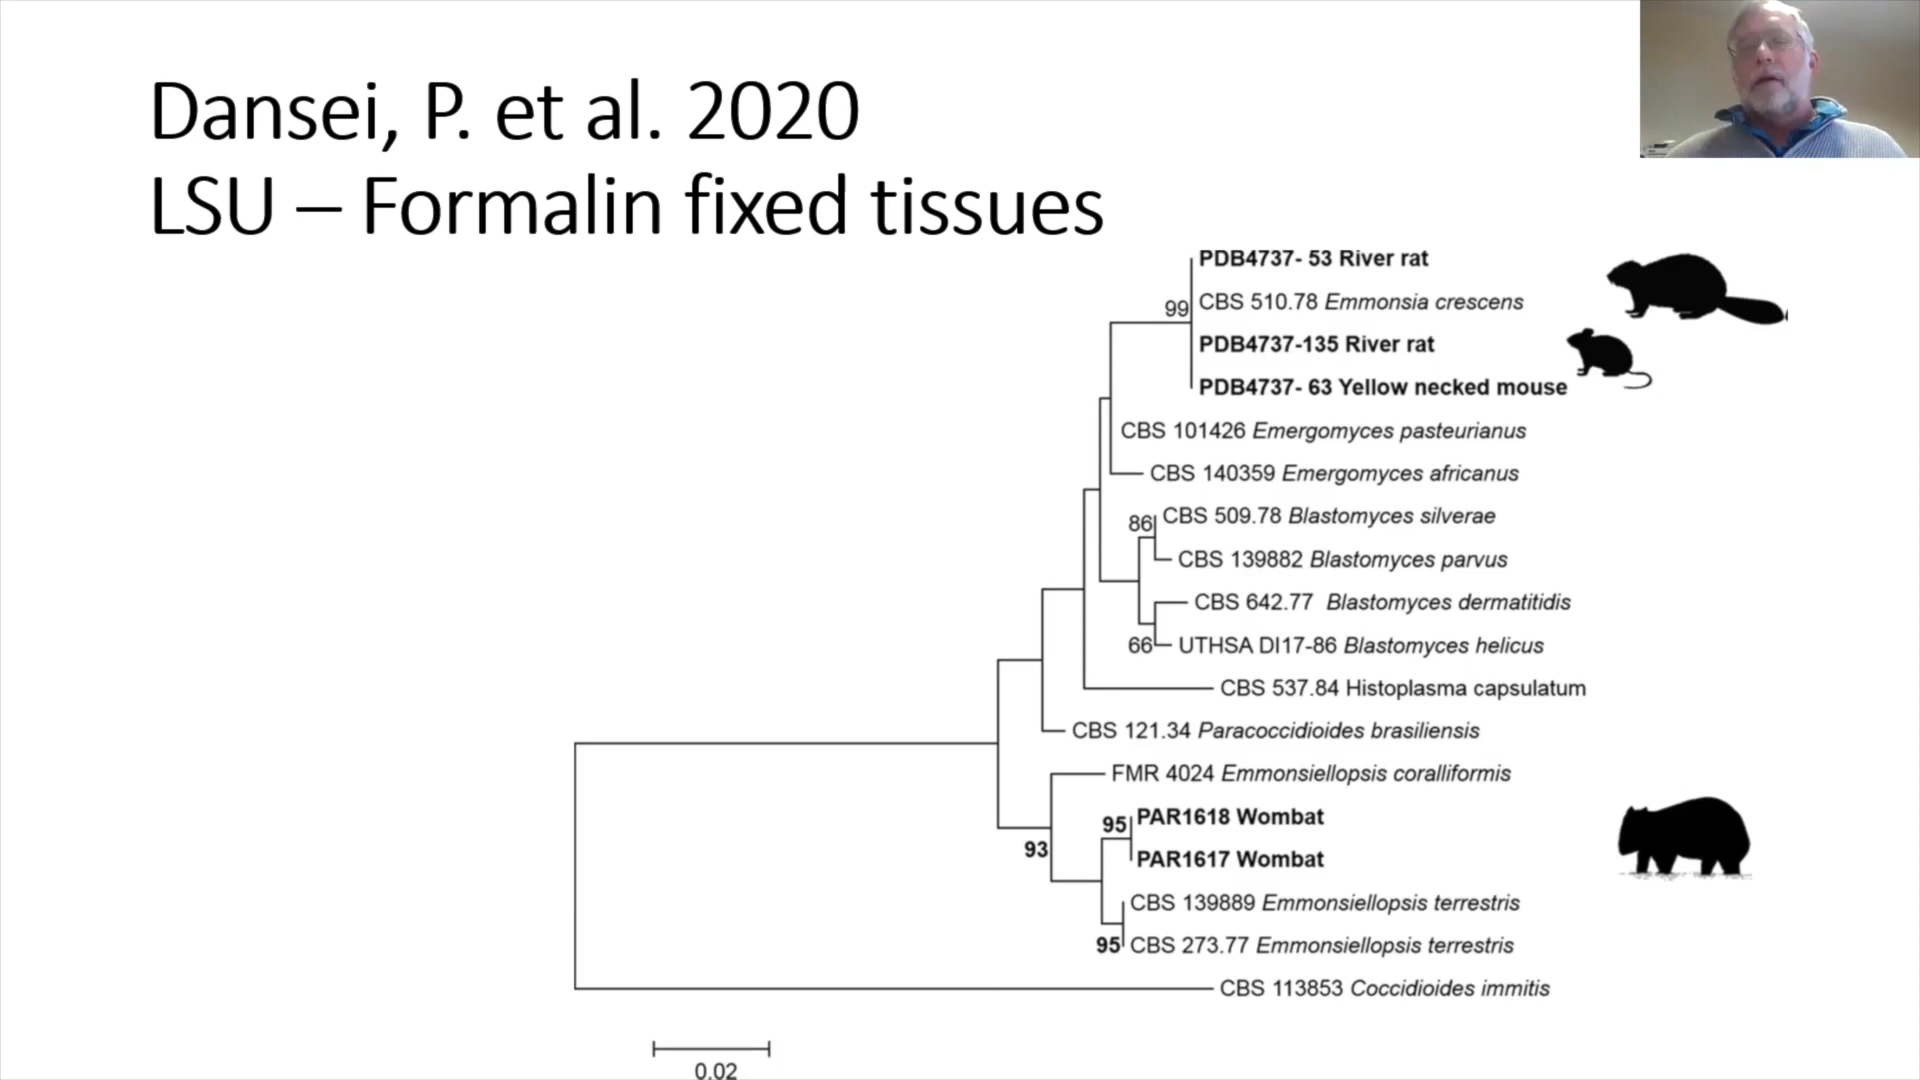 Dansei, P. et al. 2020
LSU – Formalin fixed tissues
PDB4737- 53 River rat
99
CBS 510.78 Emmonsia crescens
PDB4737-135 River rat
PDB4737- 63 Yellow necked mouse
CBS 101426 Emergomyces pasteurianus
CBS 140359 Emergomyces africanus
86
CBS 509.78 Blastomyces silverae
CBS 139882 Blastomyces parvus
CBS 642.77 Blastomyces dermatitidis
66
UTHSA DI17-86 Blastomyces helicus
CBS 537.84 Histoplasma capsulatum
CBS 121.34 Paracoccidioides brasiliensis
FMR 4024 Emmonsiellopsis coralliformis
95
PAR1618 Wombat
93
PAR1617 Wombat
CBS 139889 Emmonsiellopsis terrestris
95
CBS 273.77 Emmonsiellopsis terrestris
CBS 113853 Coccidioides immitis
0.02